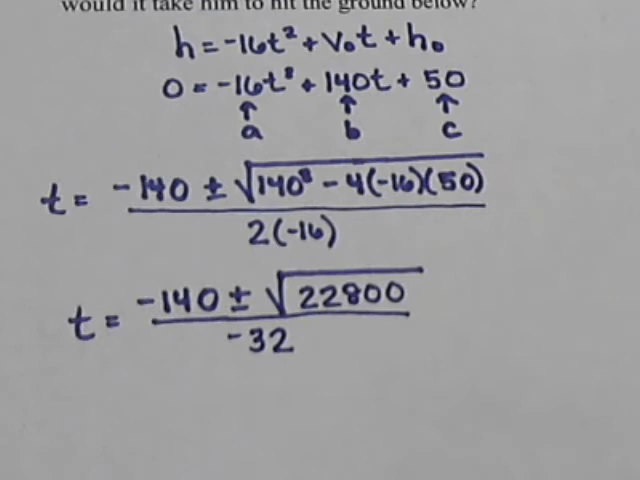 would it take him to hit the ground below?
h = -16t² + v₀t + h₀
0 = -16t² + 140t + 50
↑ ↑ ↑
a b c
t = -140 ± √140² - 4(-16)(50)
2(-16)
t = -140 ± √22800
-32